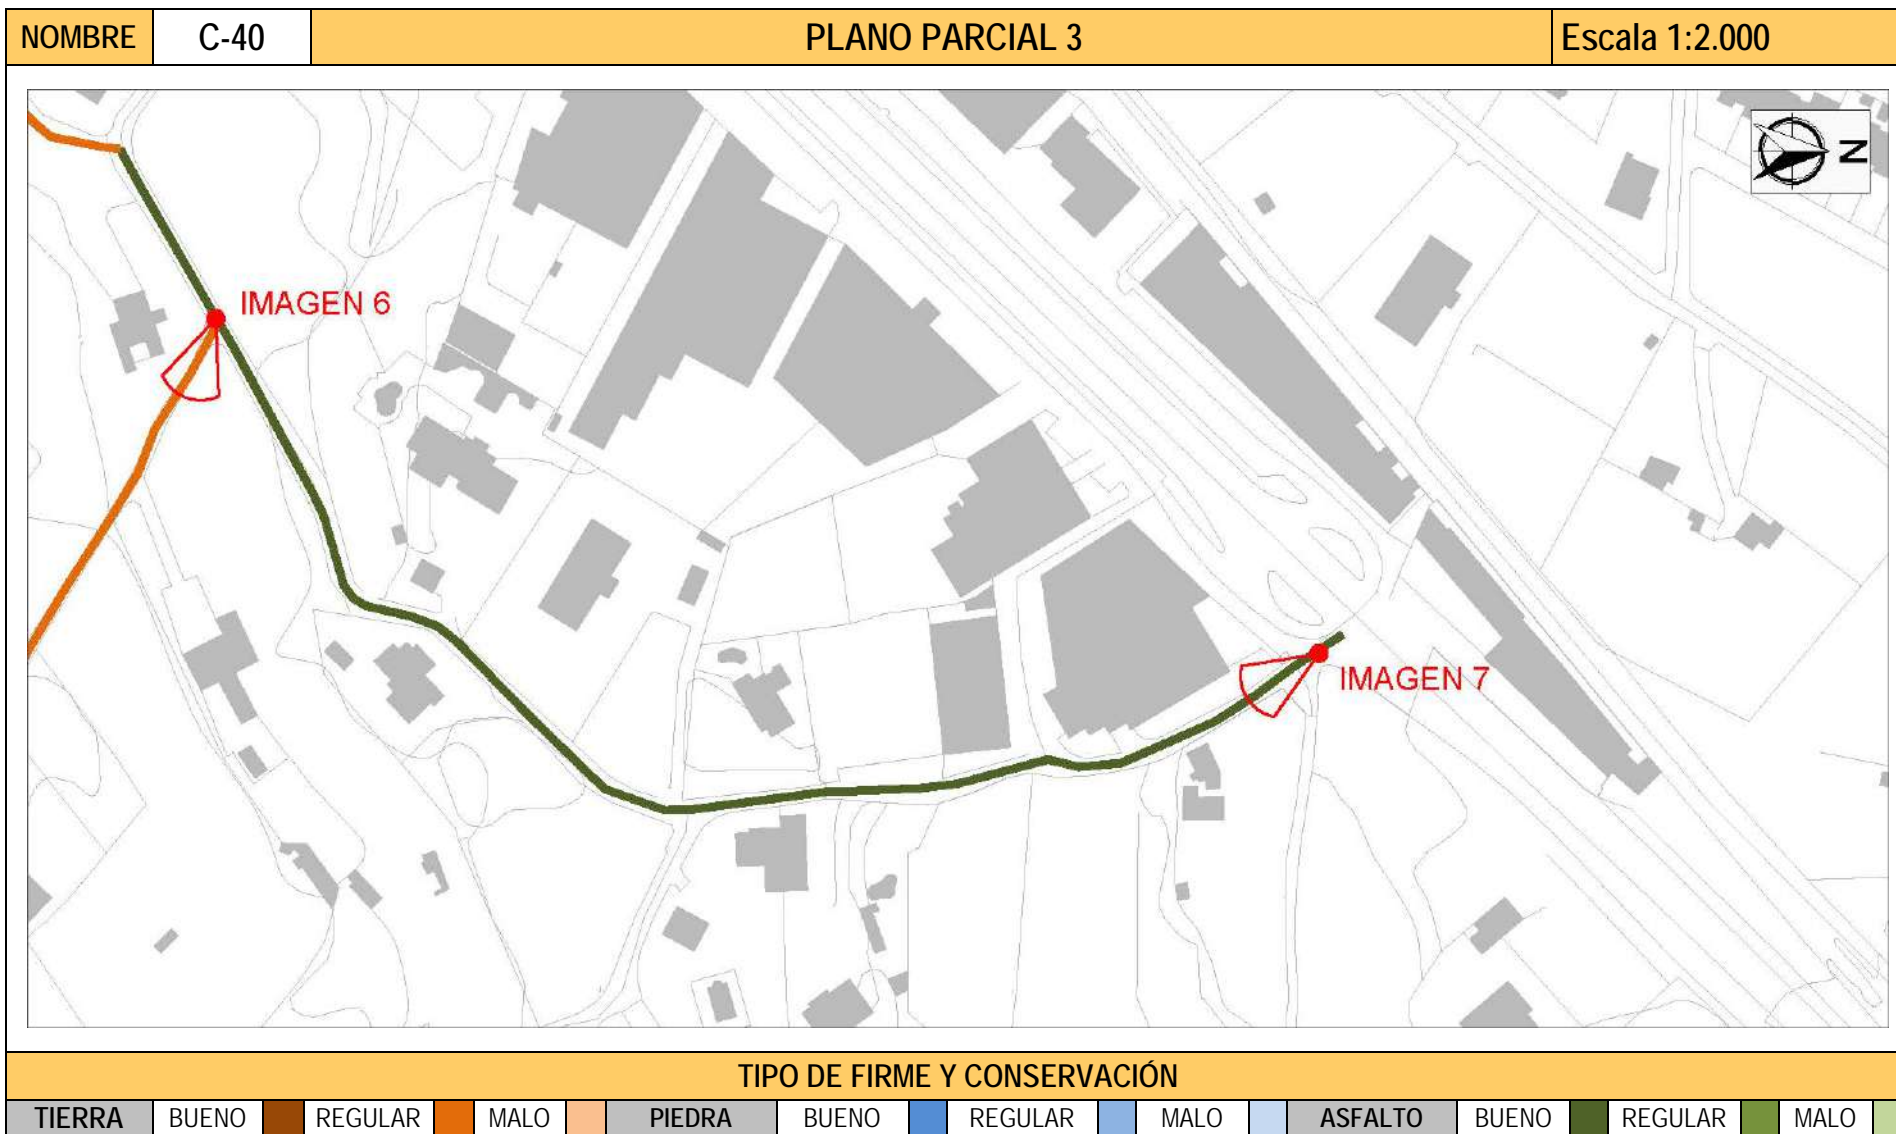 NOMBRE C-40 PLANO PARCIAL 3 Escala 1:2.000
N
IMAGEN 6
IMAGEN 7
TIPO DE FIRME Y CONSERVACIÓN
TIERRA BUENO REGULAR MALO PIEDRA BUENO REGULAR MALO ASFALTO BUENO REGULAR MALO